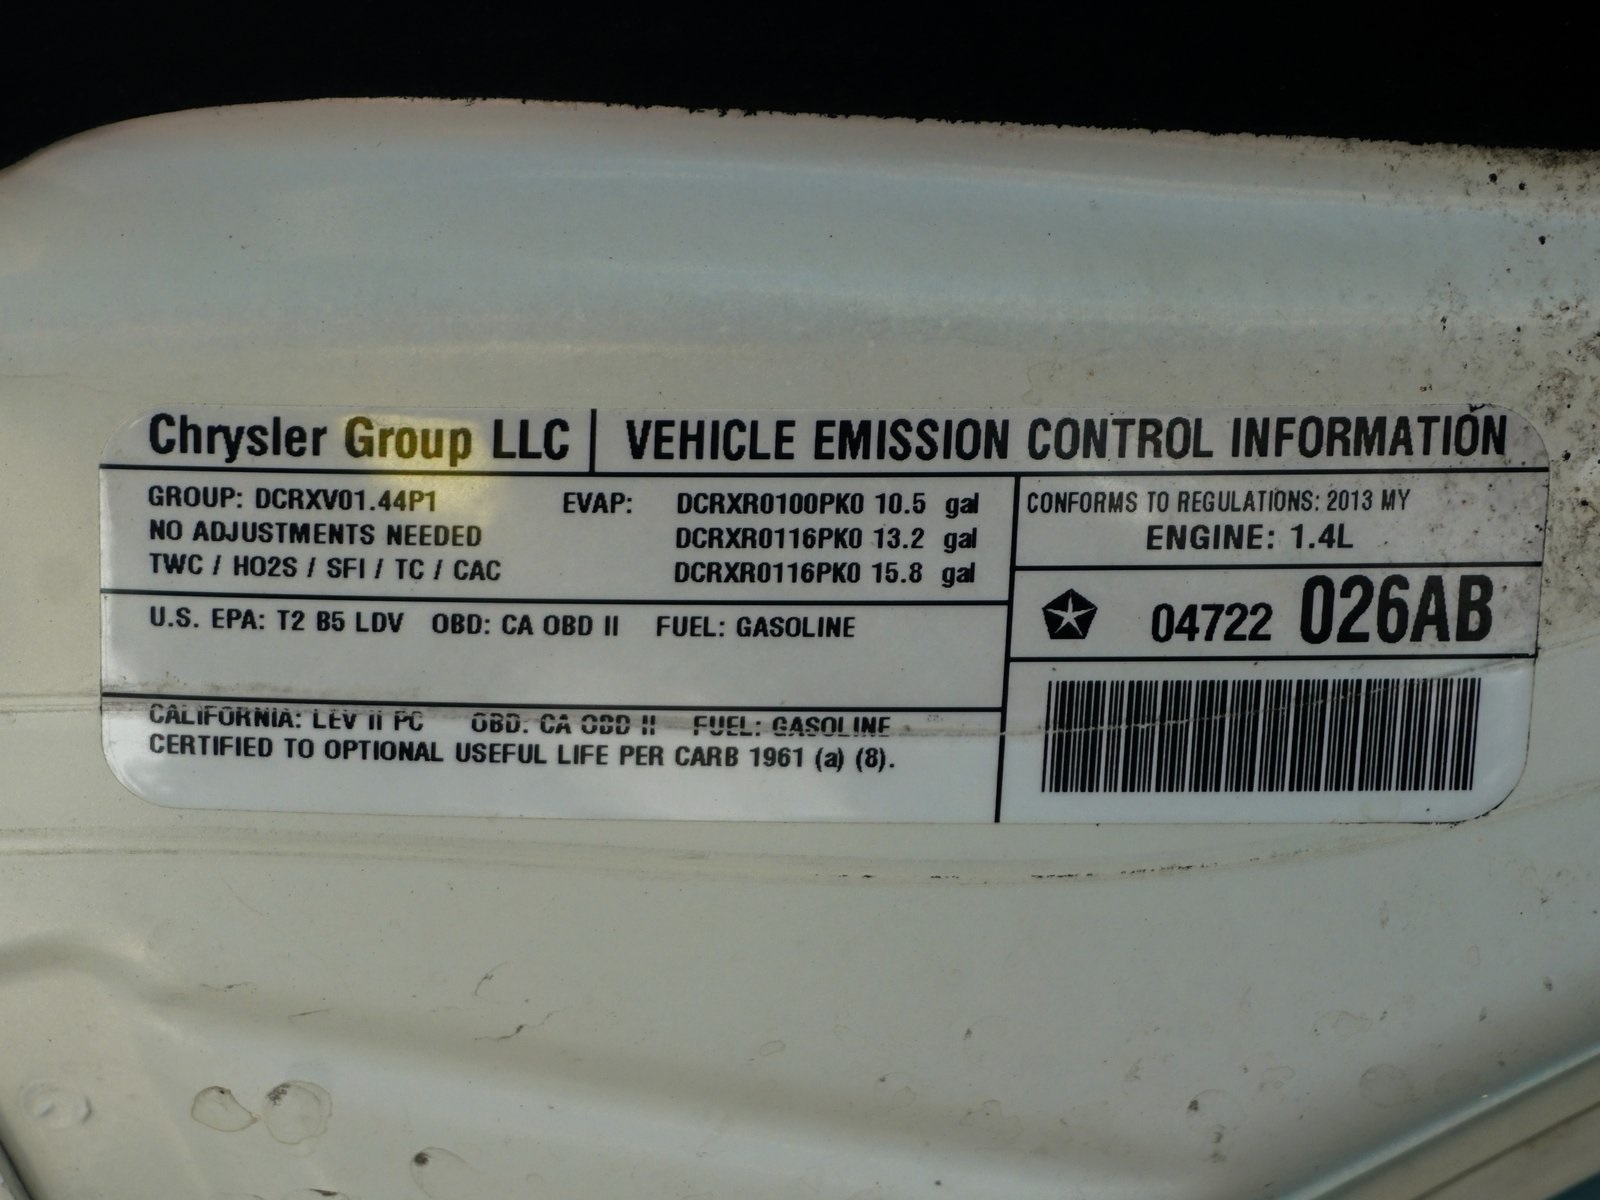 Chrysler Group LLC | VEHICLE EMISSION CONTROL INFORMATION
GROUP: DCRXV01.44P1
NO ADJUSTMENTS NEEDED
TWC / HO2S / SFI / TC / CAC
EVAP: DCRXR0100PK0 10.5 gal
DCRXR0116PK0 13.2 gal
DCRXR0116PK0 15.8 gal
CONFORMS TO REGULATIONS: 2013 MY
ENGINE: 1.4L
04722 026AB
U.S. EPA: T2 B5 LDV OBD: CA OBD II FUEL: GASOLINE
CALIFORNIA: LEV II PC OBD: CA OBD II FUEL: GASOLINE
CERTIFIED TO OPTIONAL USEFUL LIFE PER CARB 1961 (a) (8).